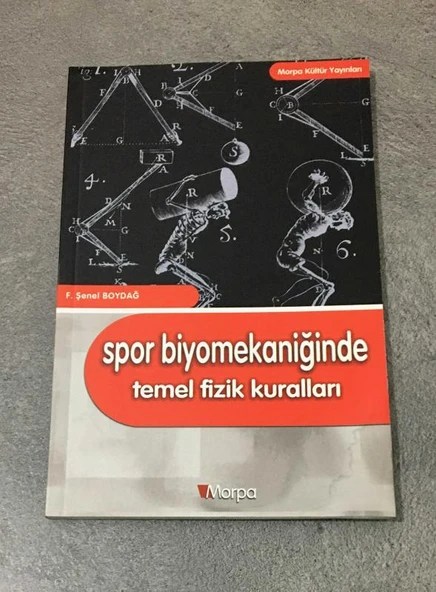 Morpa Kültür Yayınları
F. Şenel BOYDAĞ
spor biyomekaniğinde
temel fizik kuralları
Morpa